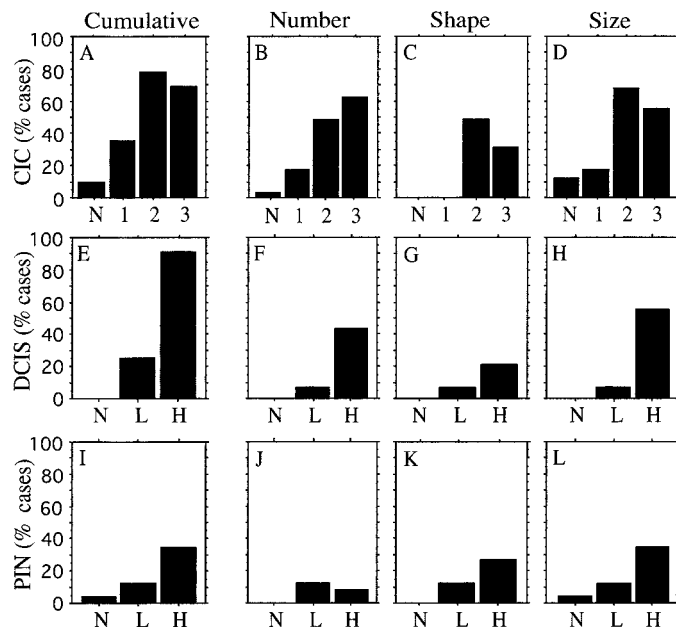 Cumulative Number Shape Size
CIC (% cases)
100
80
60
40
20
0
A
N 1 2 3
B
N 1 2 3
C
N 1 2 3
D
N 1 2 3
DCIS (% cases)
100
80
60
40
20
0
E
N L H
F
N L H
G
N L H
H
N L H
PIN (% cases)
100
80
60
40
20
0
I
N L H
J
N L H
K
N L H
L
N L H